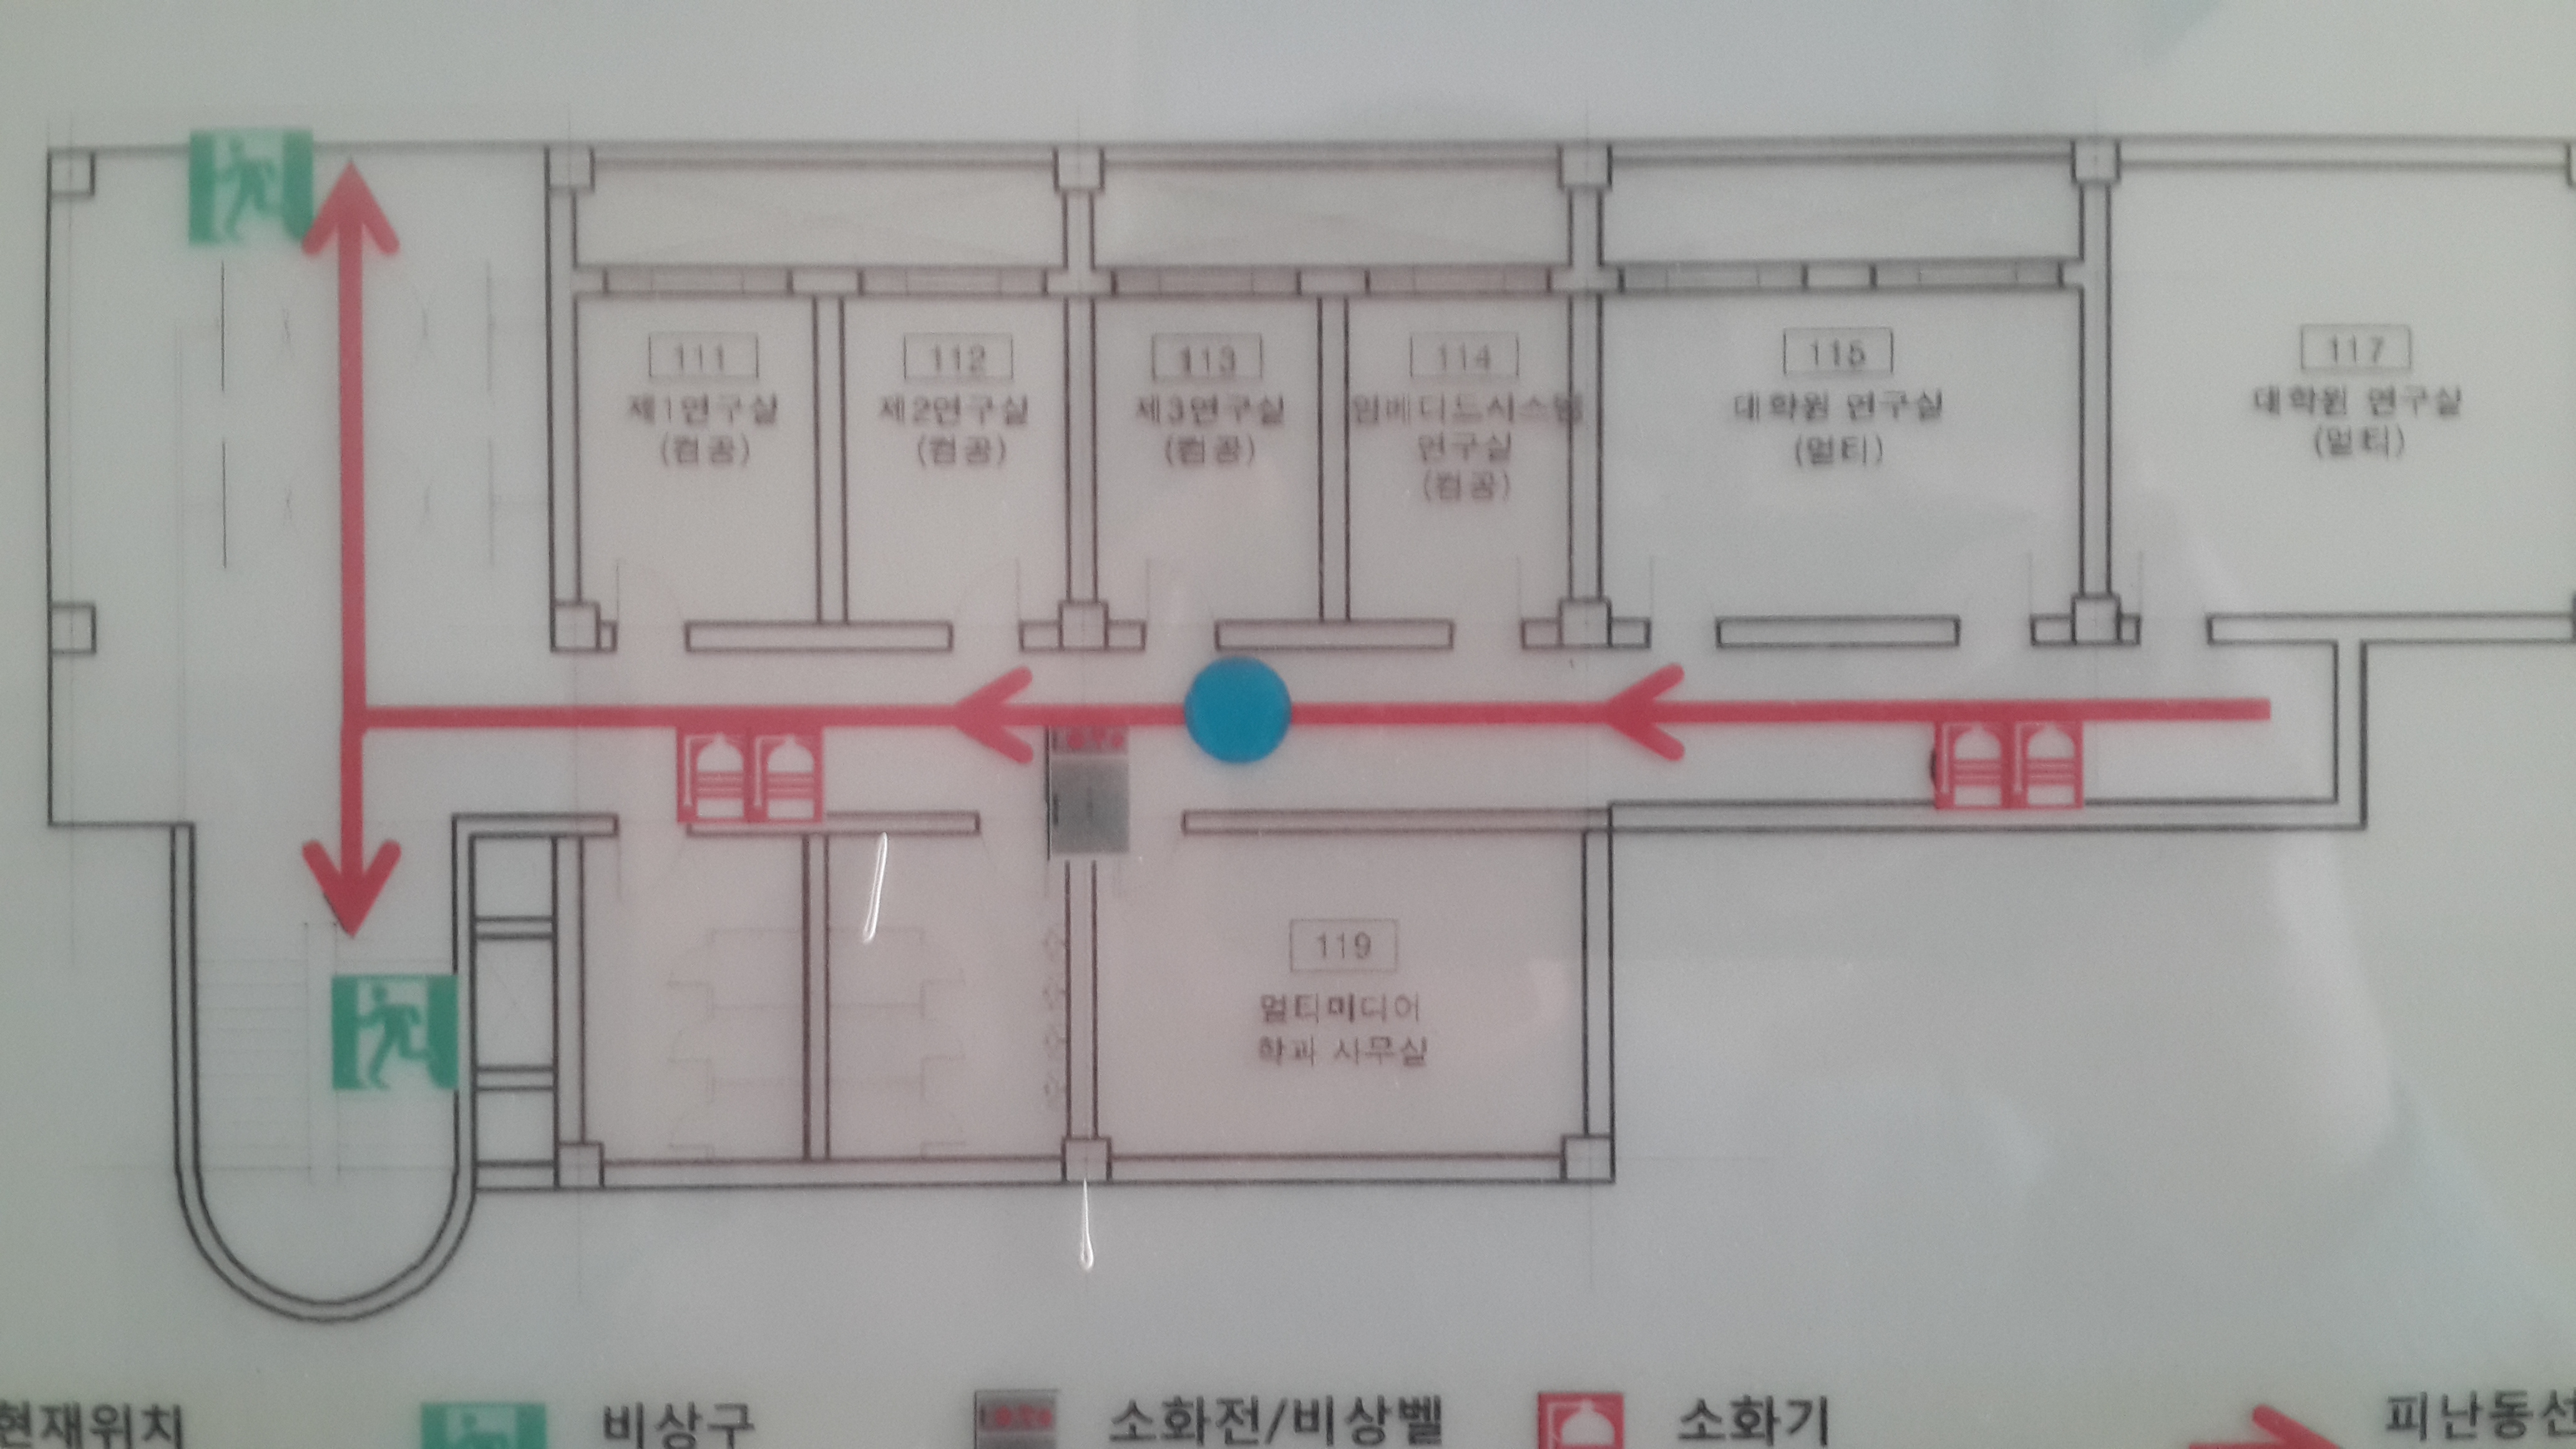 111
제1연구실
(컴공)
112
제2연구실
(컴공)
113
제3연구실
(컴공)
114
임베디드시스템
연구실
(컴공)
115
대학원 연구실
(멀티)
117
대학원 연구실
(멀티)
119
멀티미디어
학과 사무실
현재위치
비상구
소화전/비상벨
소화기
피난동선